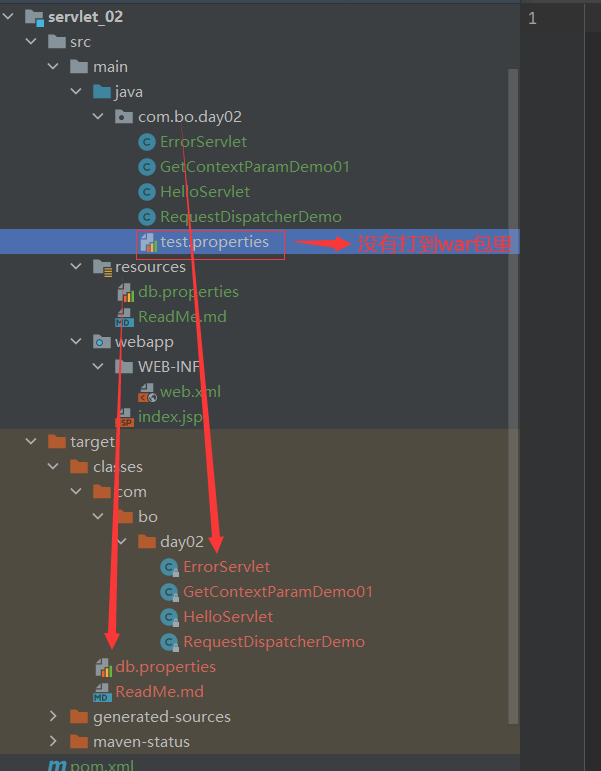 servlet_02
1
src
main
java
com.bo.day02
ErrorServlet
GetContextParamDemo01
HelloServlet
RequestDispatcherDemo
test.properties 没有打到war包里
resources
db.properties
ReadMe.md
webapp
WEB-INF
web.xml
index.jsp
target
classes
com
bo
day02
ErrorServlet
GetContextParamDemo01
HelloServlet
RequestDispatcherDemo
db.properties
ReadMe.md
generated-sources
maven-status
pom.xml